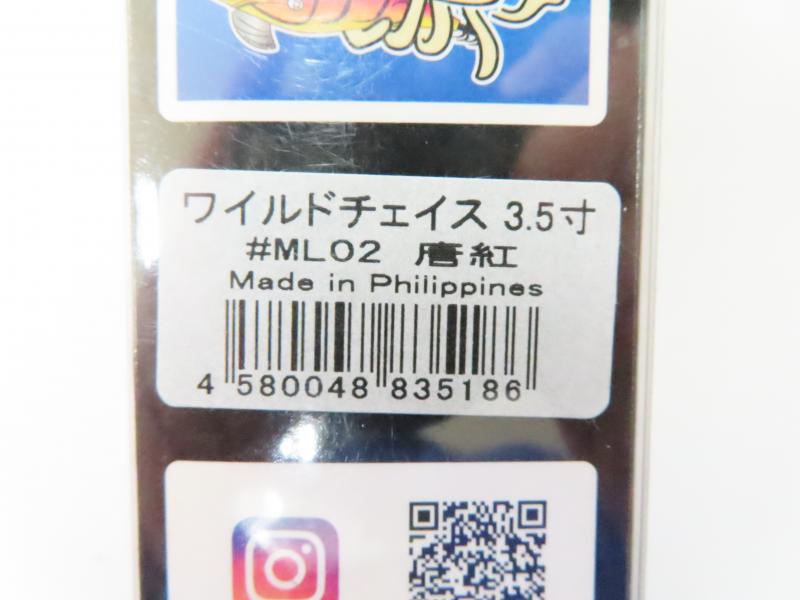 ワイルドチェイス 3.5寸
#ML02 唐紅
Made in Philippines
4 580048 835186